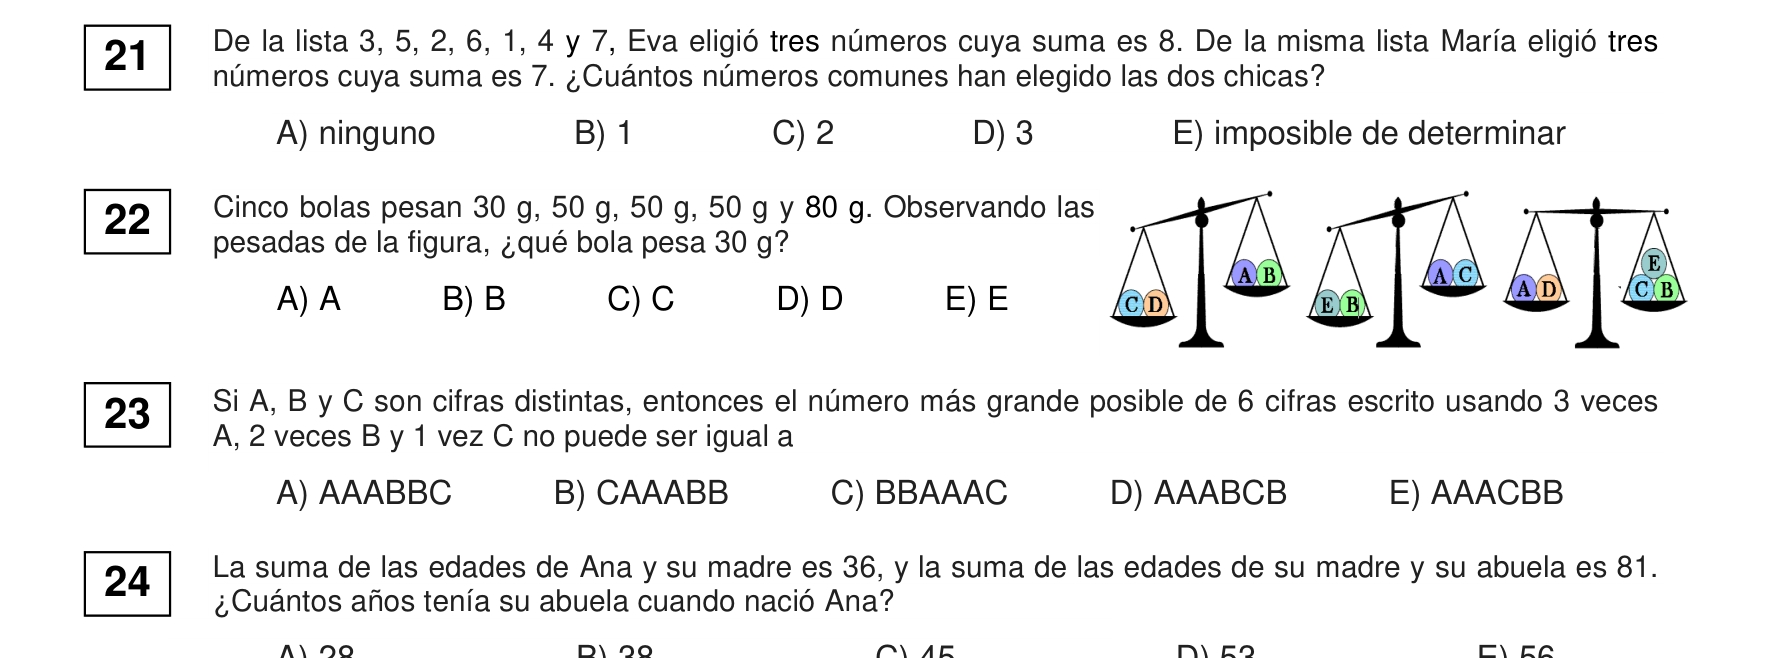 21
De la lista 3, 5, 2, 6, 1, 4 y 7, Eva eligió tres números cuya suma es 8. De la misma lista María eligió tres
números cuya suma es 7. ¿Cuántos números comunes han elegido las dos chicas?
A) ninguno B) 1 C) 2 D) 3 E) imposible de determinar
22
Cinco bolas pesan 30 g, 50 g, 50 g, 50 g y 80 g. Observando las
pesadas de la figura, ¿qué bola pesa 30 g?
A) A B) B C) C D) D E) E
C D A B E B A C A D E C B
23
Si A, B y C son cifras distintas, entonces el número más grande posible de 6 cifras escrito usando 3 veces
A, 2 veces B y 1 vez C no puede ser igual a
A) AAABBC B) CAAABB C) BBAAAC D) AAABCB E) AAACBB
24
La suma de las edades de Ana y su madre es 36, y la suma de las edades de su madre y su abuela es 81.
¿Cuántos años tenía su abuela cuando nació Ana?
A) 28 B) 38 C) 45 D) 53 E) 56